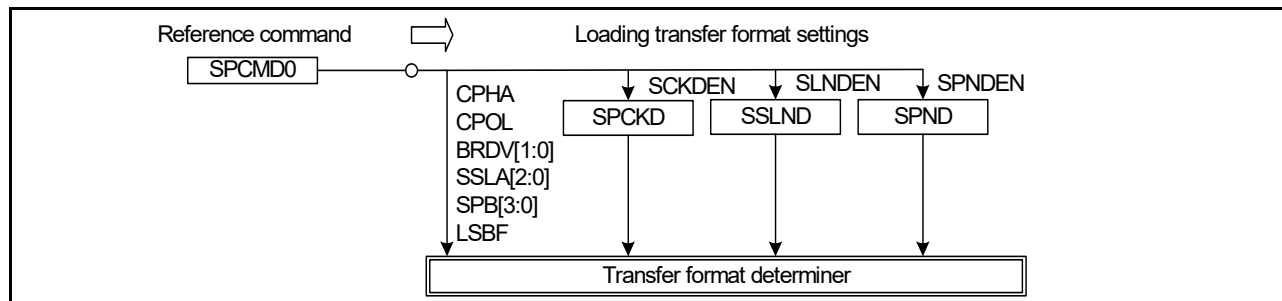 Reference command
Loading transfer format settings
SPCMD0
SCKDEN
SLNDEN
SPNDEN
CPHA
CPOL
BRDV[1:0]
SSLA[2:0]
SPB[3:0]
LSBF
SPCKD
SSLND
SPND
Transfer format determiner